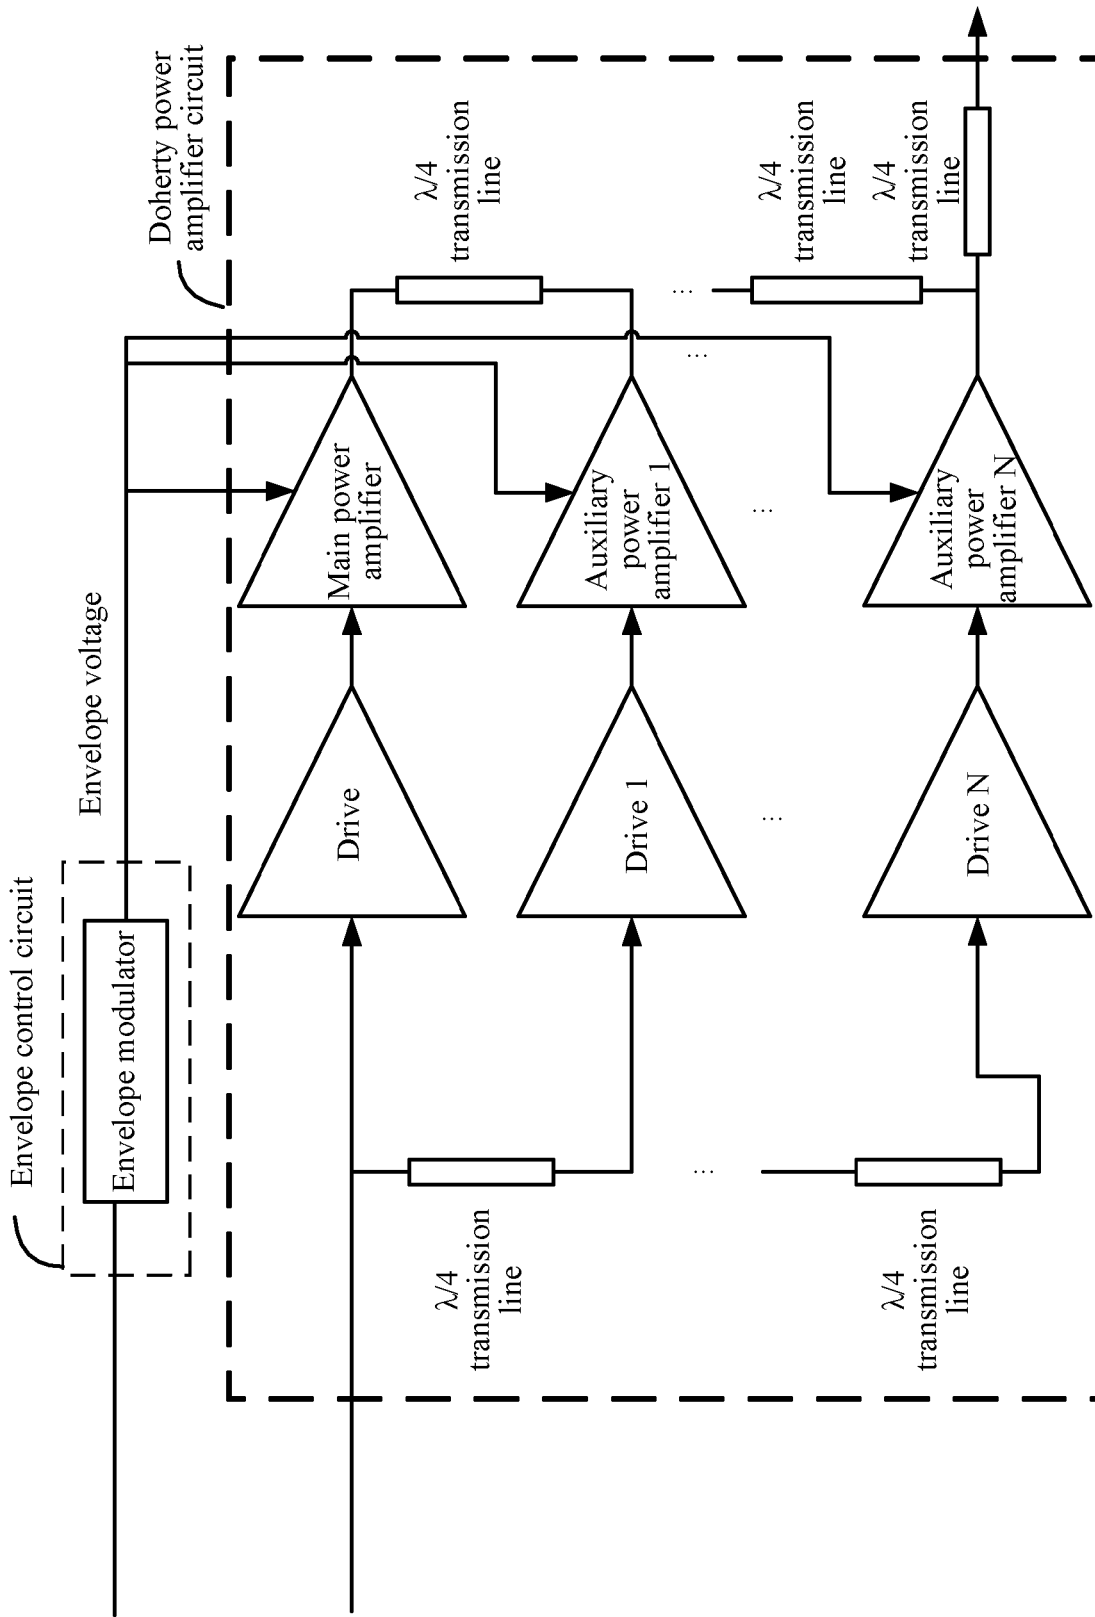 Envelope control circuit
Envelope modulator
Envelope voltage
Doherty power
amplifier circuit
Drive
Main power
amplifier
λ/4
transmission
line
λ/4
transmission
line
Drive 1
Auxiliary
power
amplifier 1
...
...
...
...
...
λ/4
transmission
line
λ/4
transmission
line
Drive N
Auxiliary
power
amplifier N
λ/4
transmission
line